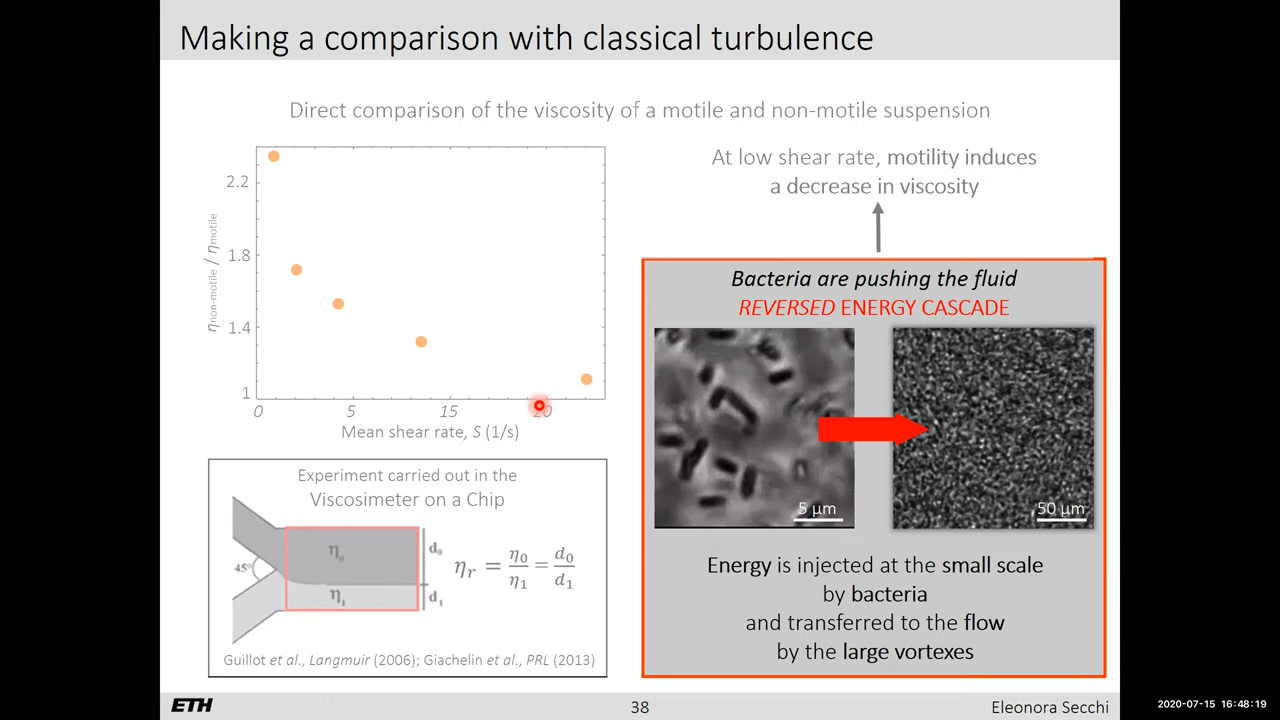 Making a comparison with classical turbulence
Direct comparison of the viscosity of a motile and non-motile suspension
ηnon-motile / ηmotile
2.2
1.8
1.4
1
0
5
15
20
Mean shear rate, S (1/s)
At low shear rate, motility induces
a decrease in viscosity
Bacteria are pushing the fluid
REVERSED ENERGY CASCADE
5 μm
50 μm
Energy is injected at the small scale
by bacteria
and transferred to the flow
by the large vortexes
Experiment carried out in the
Viscosimeter on a Chip
45°
η₀
η₁
d₀
d₁
ηr = η₀/η₁ = d₀/d₁
Guillot et al., Langmuir (2006); Giachelin et al., PRL (2013)
ETH
38
Eleonora Secchi
2020-07-15 16:48:19